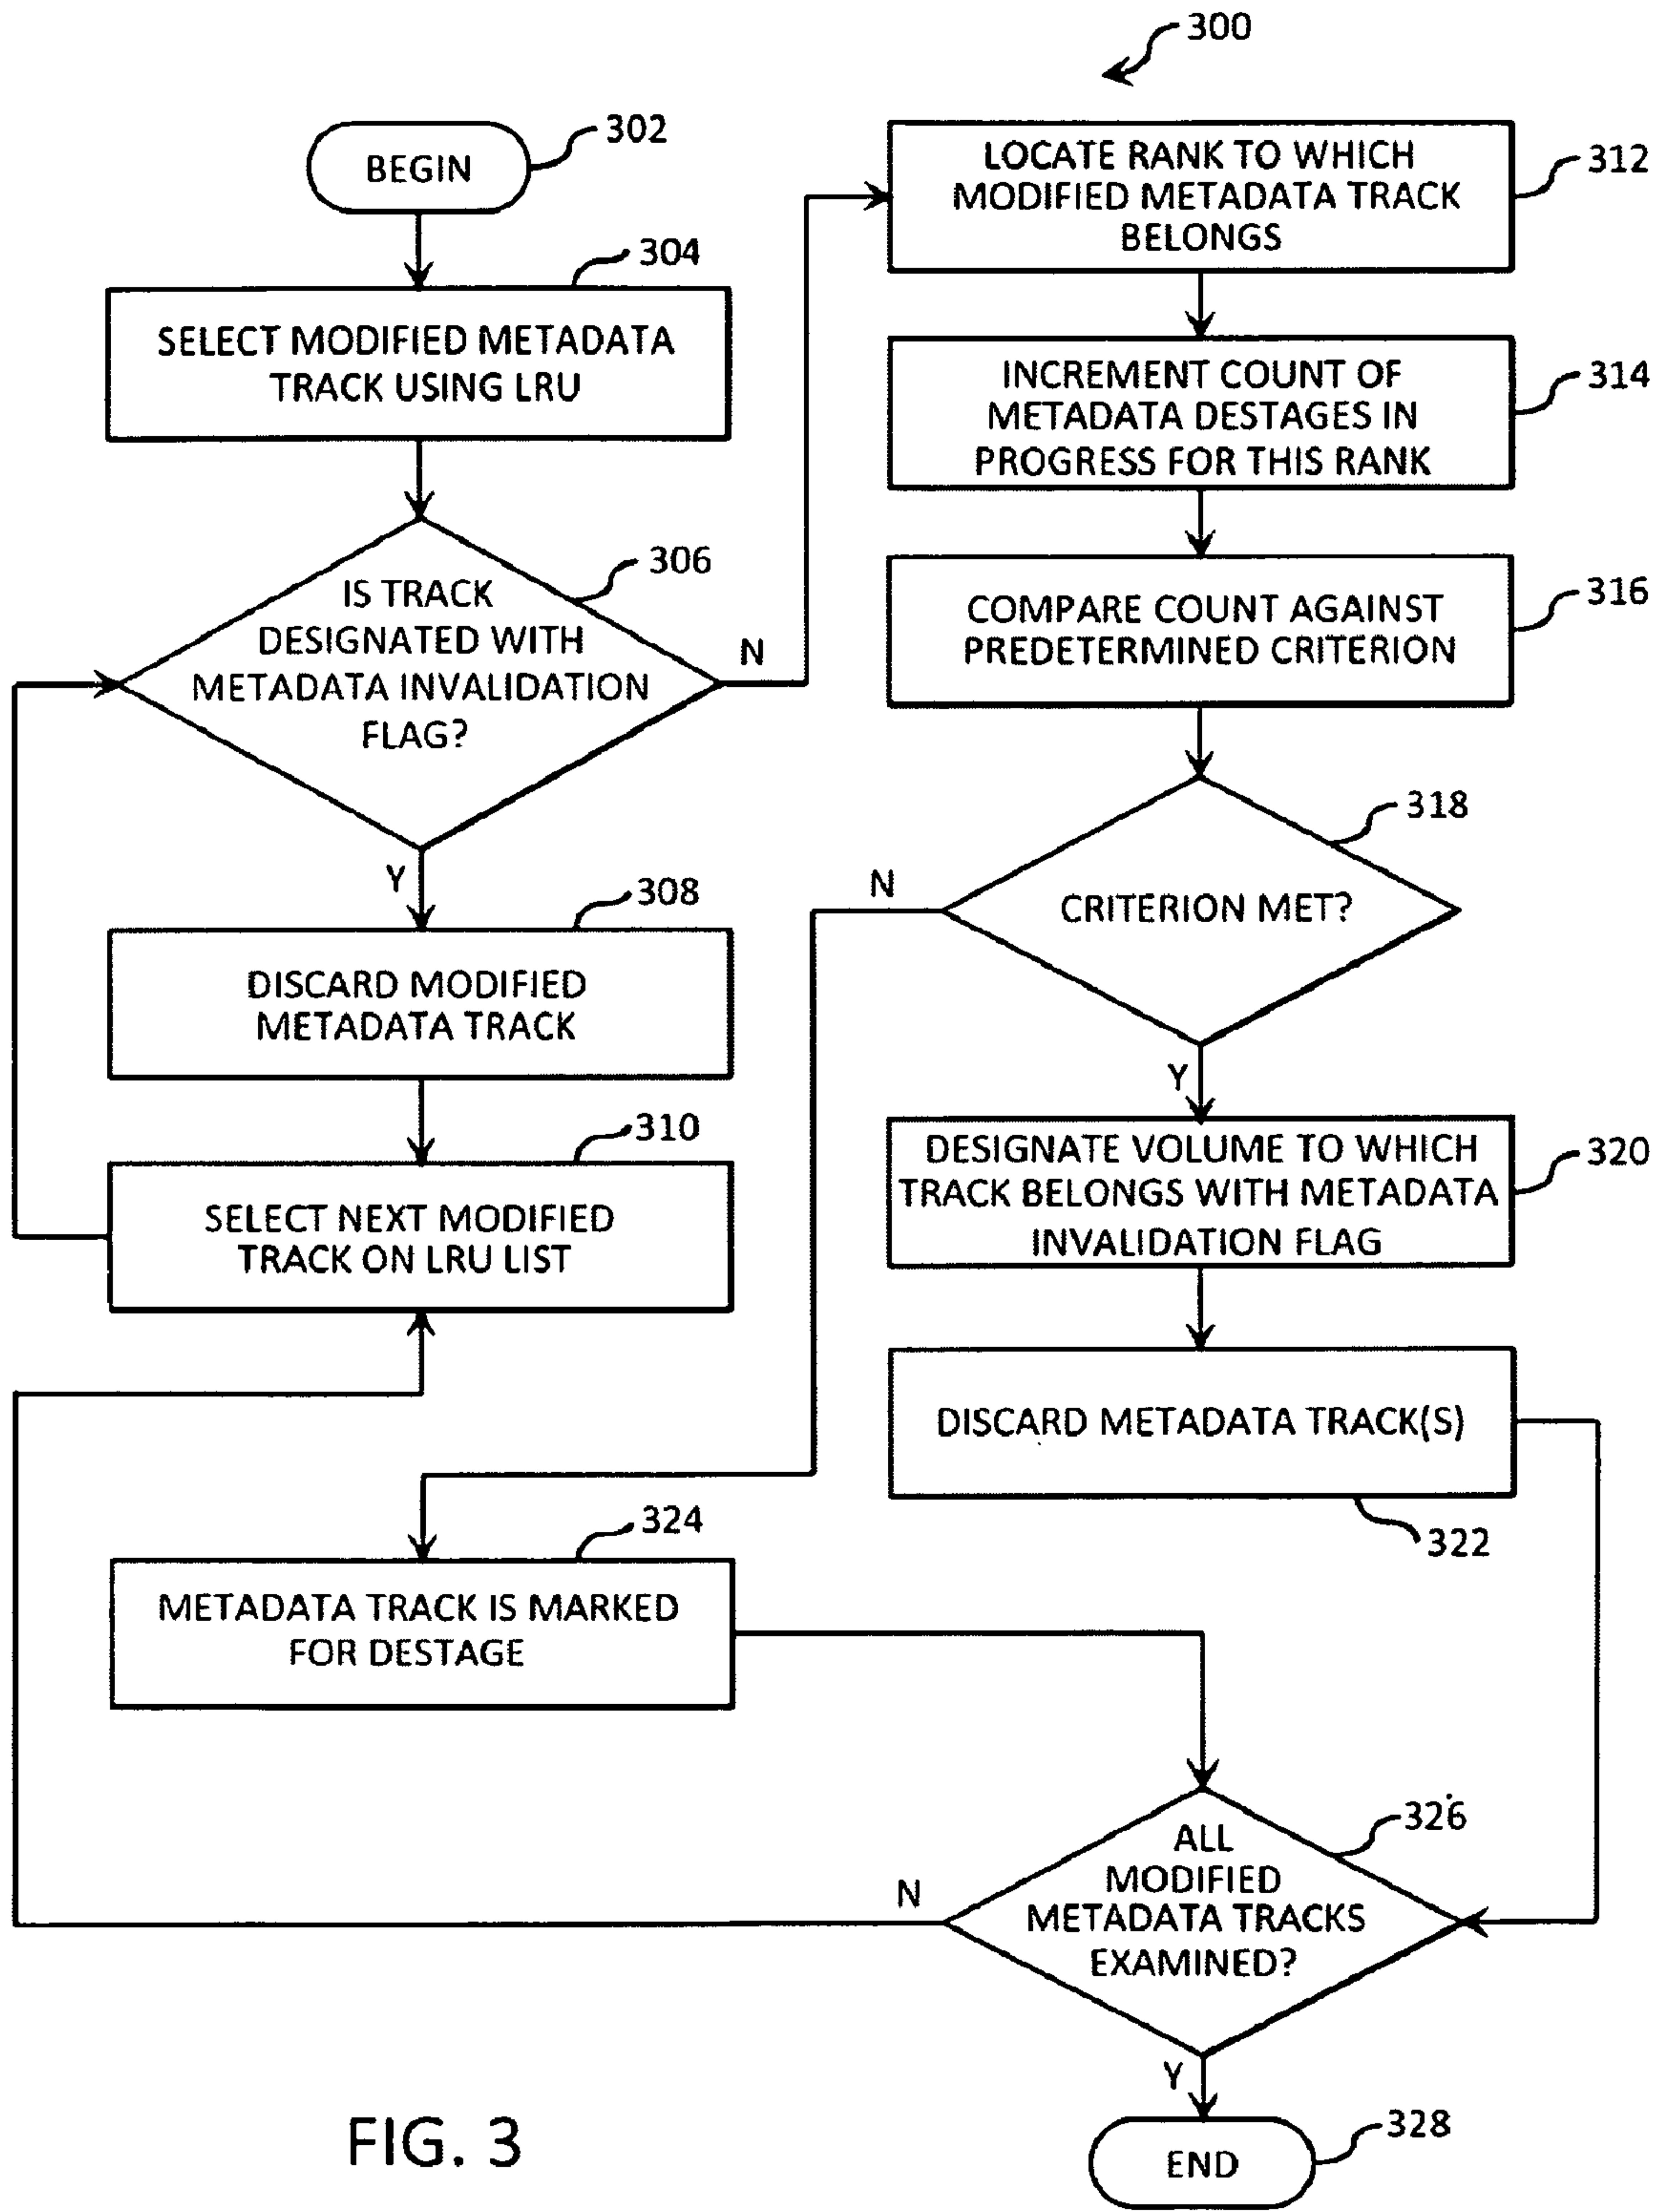 300
302
BEGIN
304
SELECT MODIFIED METADATA
TRACK USING LRU
306
IS TRACK
DESIGNATED WITH
METADATA INVALIDATION
FLAG?
N
Y
308
DISCARD MODIFIED
METADATA TRACK
310
SELECT NEXT MODIFIED
TRACK ON LRU LIST
312
LOCATE RANK TO WHICH
MODIFIED METADATA TRACK
BELONGS
314
INCREMENT COUNT OF
METADATA DESTAGES IN
PROGRESS FOR THIS RANK
316
COMPARE COUNT AGAINST
PREDETERMINED CRITERION
318
CRITERION MET?
N
Y
320
DESIGNATE VOLUME TO WHICH
TRACK BELONGS WITH METADATA
INVALIDATION FLAG
DISCARD METADATA TRACK(S)
322
324
METADATA TRACK IS MARKED
FOR DESTAGE
326
ALL
MODIFIED
METADATA TRACKS
EXAMINED?
N
Y
328
END
FIG. 3